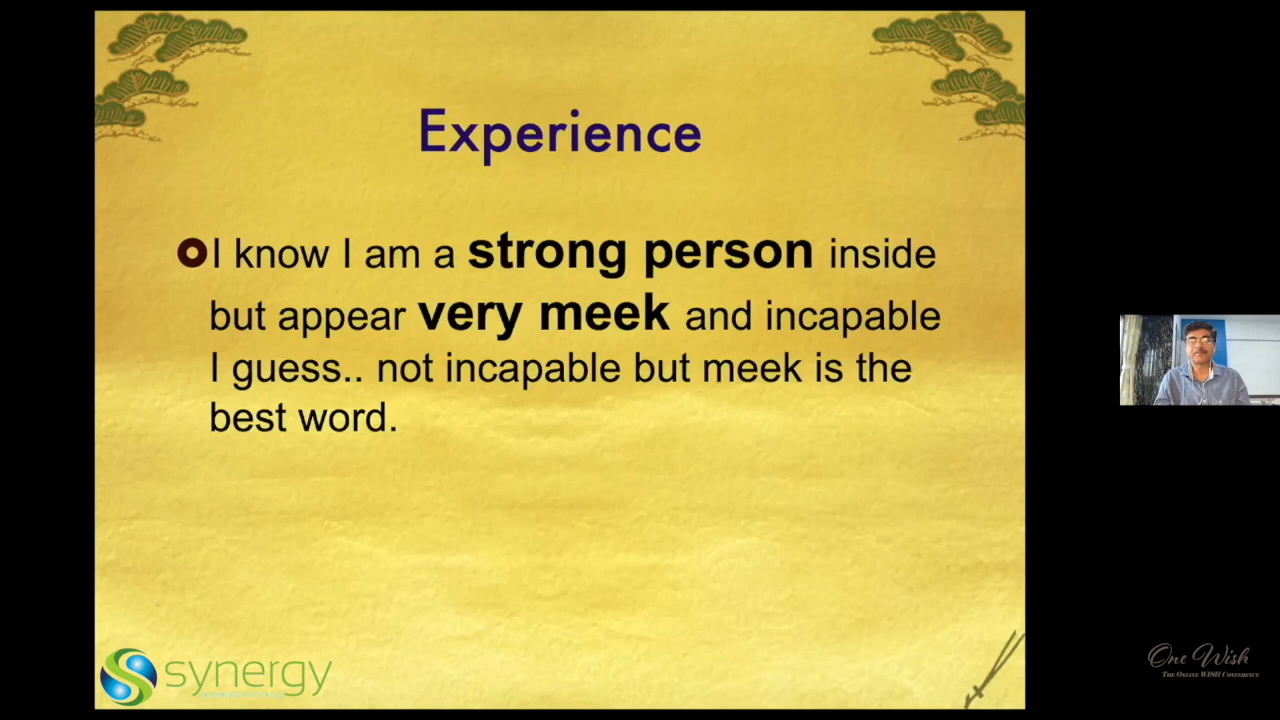 Experience
I know I am a strong person inside
but appear very meek and incapable
I guess.. not incapable but meek is the
best word.
synergy
One Wish
The Online WISH Conference